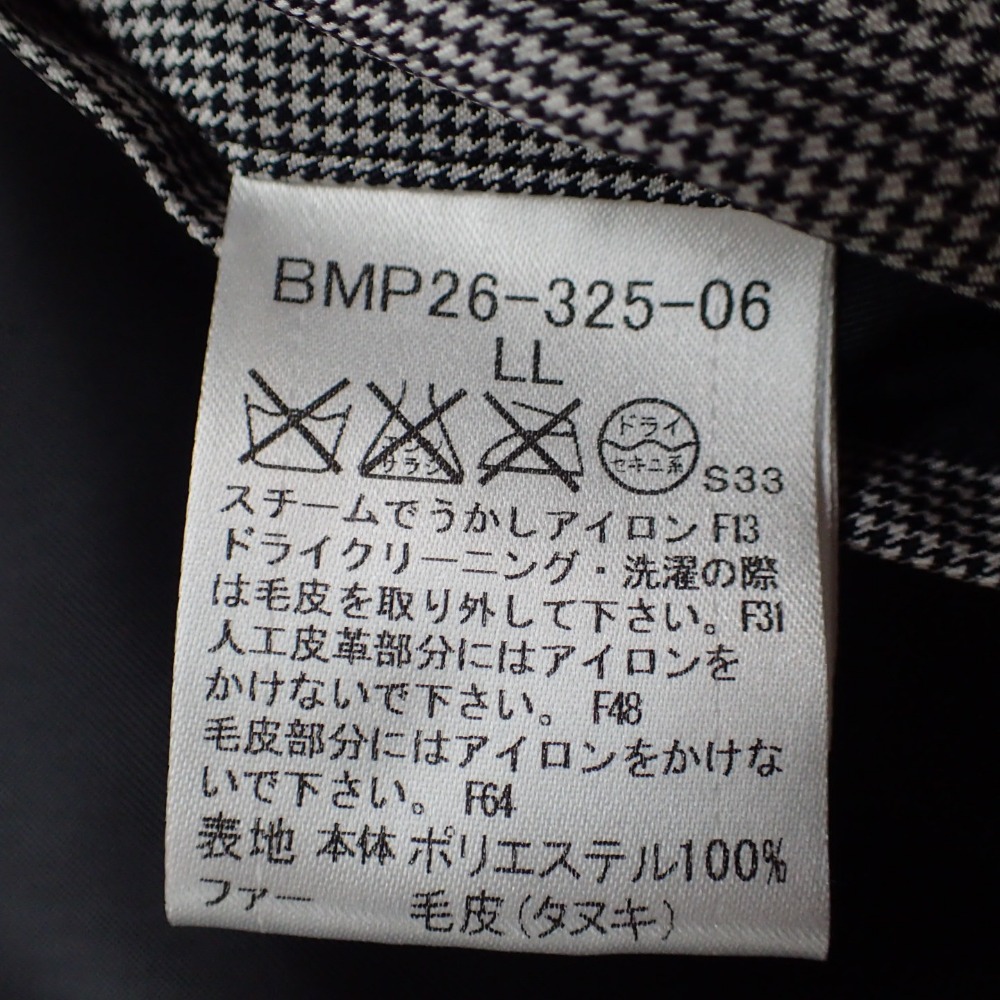 BMP26-325-06
LL
エンソ
サラシ
ドライ
セキユ系
S33
スチームでうかしアイロン F13
ドライクリーニング・洗濯の際
は毛皮を取り外して下さい。 F31
人工皮革部分にはアイロンを
かけないで下さい。 F48
毛皮部分にはアイロンをかけな
いで下さい。 F64
表地 本体 ポリエステル100%
ファー 毛皮(タヌキ)